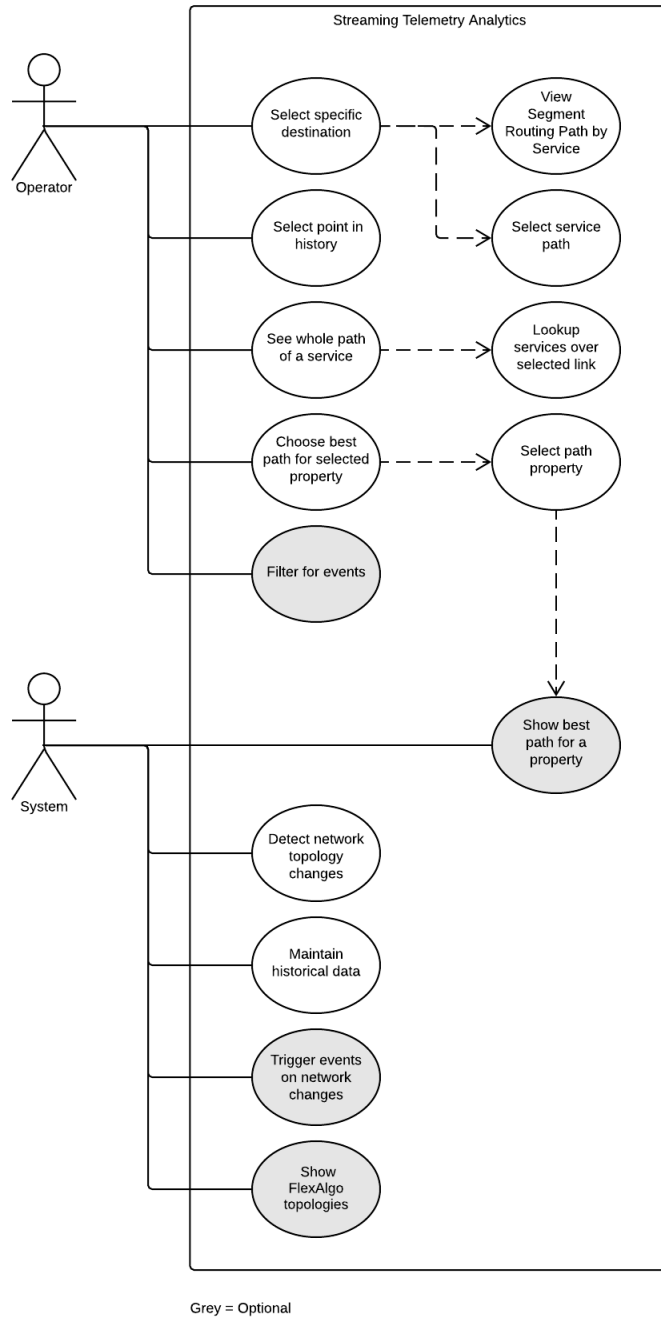 Streaming Telemetry Analytics
Operator
Select specific
destination
View
Segment
Routing Path by
Service
Select point in
history
Select service
path
See whole path
of a service
Lookup
services over
selected link
Choose best
path for selected
property
Select path
property
Filter for events
System
Show best
path for a
property
Detect network
topology
changes
Maintain
historical data
Trigger events
on network
changes
Show
FlexAlgo
topologies
Grey = Optional